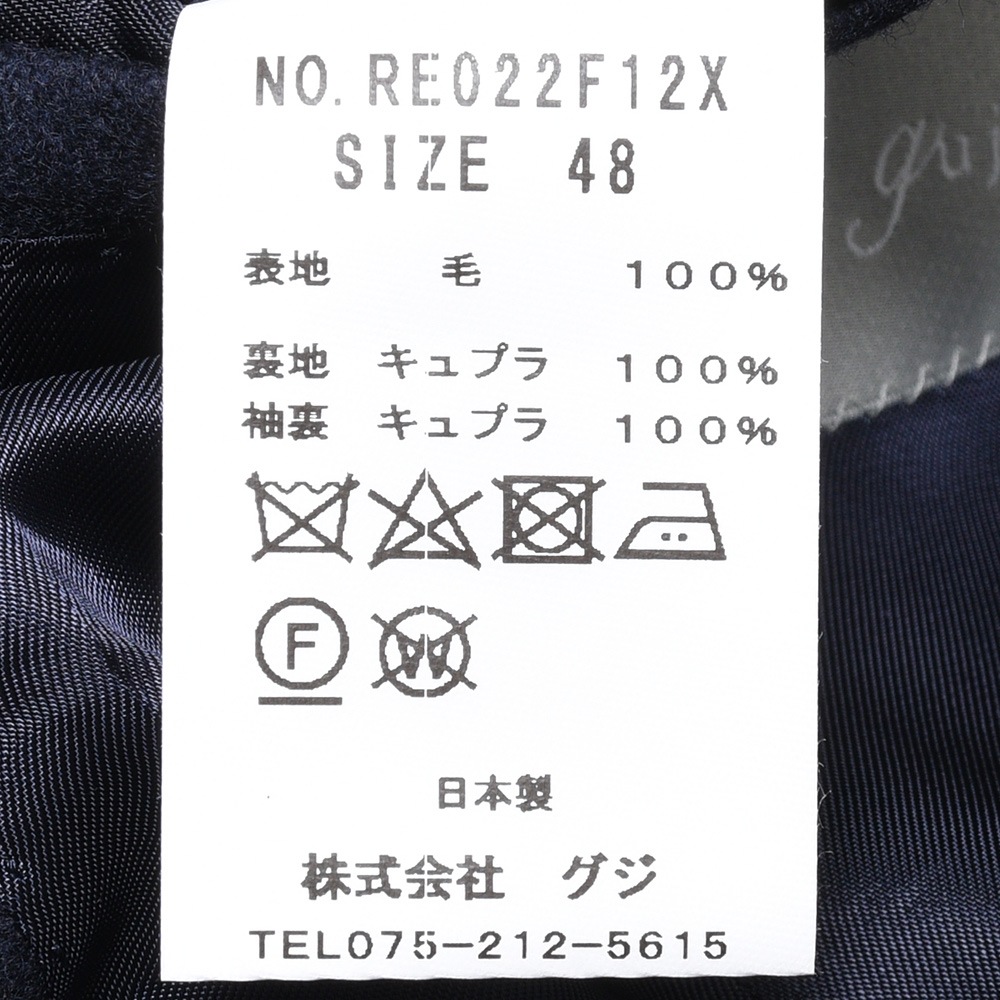 NO.RE022F12X
SIZE 48
表地 毛 100%
裏地 キュプラ 100%
袖裏 キュプラ 100%
F
W
日本製
株式会社 グジ
TEL075-212-5615